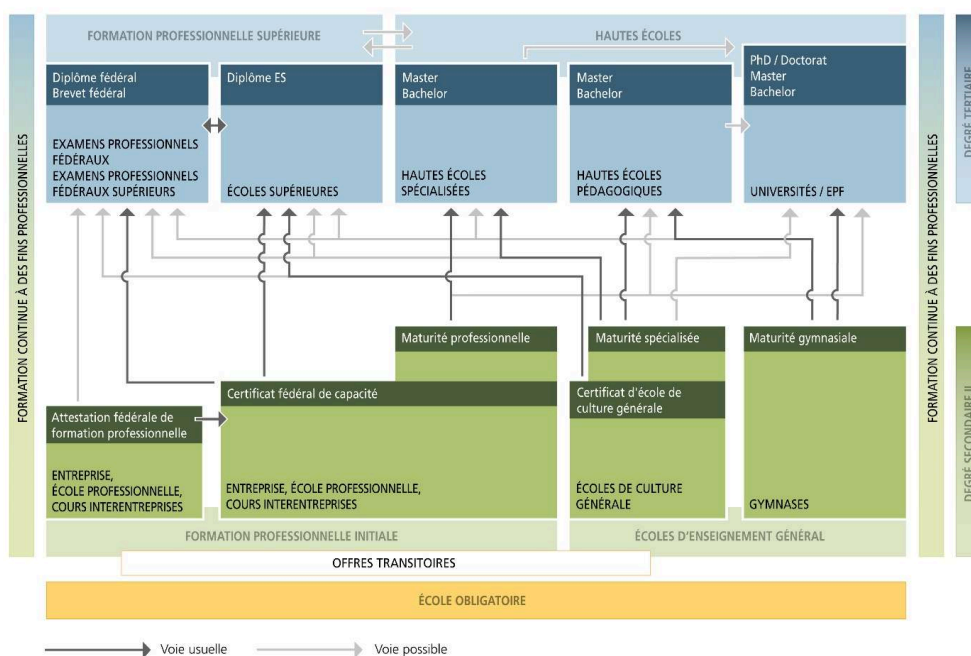 FORMATION PROFESSIONNELLE SUPÉRIEURE
HAUTES ÉCOLES
Diplôme fédéral
Brevet fédéral
EXAMENS PROFESSIONNELS
FÉDÉRAUX
EXAMENS PROFESSIONNELS
FÉDÉRAUX SUPÉRIEURS
Diplôme ES
ÉCOLES SUPÉRIEURES
Master
Bachelor
HAUTES ÉCOLES
SPÉCIALISÉES
Master
Bachelor
HAUTES ÉCOLES
PÉDAGOGIQUES
PhD / Doctorat
Master
Bachelor
UNIVERSITÉS / EPF
FORMATION CONTINUE À DES FINS PROFESSIONNELLES
FORMATION CONTINUE À DES FINS PROFESSIONNELLES
DEGRÉ TERTIAIRE
DEGRÉ SECONDAIRE II
Maturité professionnelle
Maturité spécialisée
Maturité gymnasiale
Certificat fédéral de capacité
Certificat d'école de
culture générale
Attestation fédérale de
formation professionnelle
ENTREPRISE,
ÉCOLE PROFESSIONNELLE,
COURS INTERENTREPRISES
ENTREPRISE, ÉCOLE PROFESSIONNELLE,
COURS INTERENTREPRISES
ÉCOLES DE CULTURE
GÉNÉRALE
GYMNASES
FORMATION PROFESSIONNELLE INITIALE
ÉCOLES D'ENSEIGNEMENT GÉNÉRAL
OFFRES TRANSITOIRES
ÉCOLE OBLIGATOIRE
Voie usuelle
Voie possible